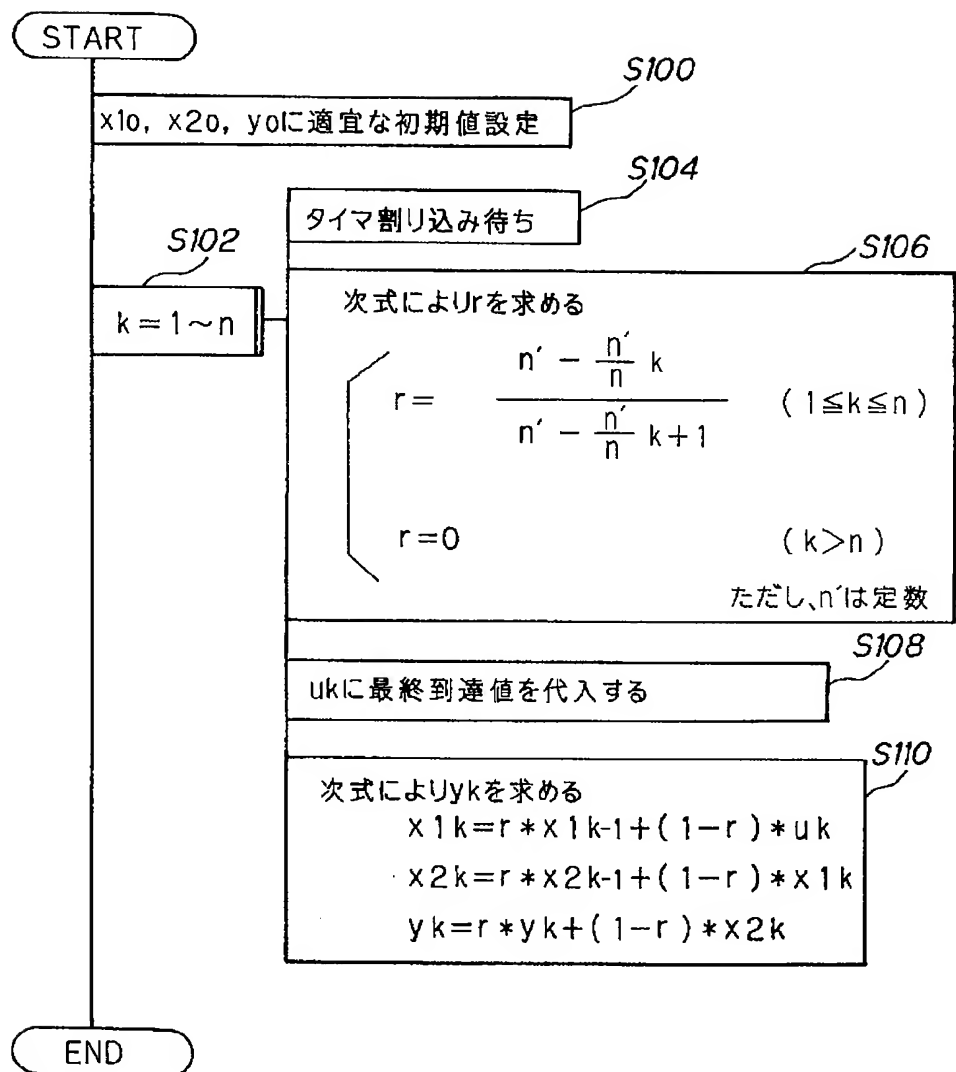 START
S100
x10, x20, y0に適宜な初期値設定
S104
タイマ割り込み待ち
S102
k=1~n
S106
次式によりrを求める
r= n′ - n′/n k / n′ - n′/n k+1 (1≦k≦n)
r=0 (k>n)
ただし、n′は定数
S108
ukに最終到達値を代入する
S110
次式によりykを求める
x1k=r*x1k-1+(1-r)*uk
x2k=r*x2k-1+(1-r)*x1k
yk=r*yk+(1-r)*x2k
END